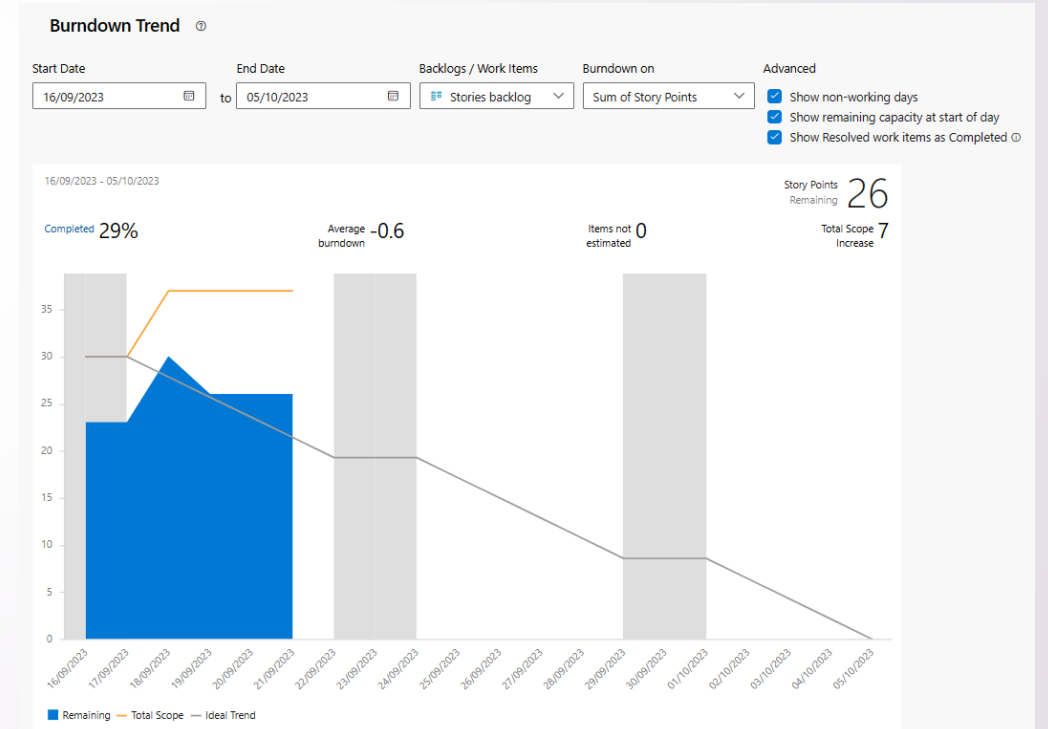 Burndown Trend
Start Date End Date Backlogs / Work Items Burndown on Advanced
16/09/2023 to 05/10/2023 Stories backlog Sum of Story Points
Show non-working days
Show remaining capacity at start of day
Show Resolved work items as Completed
16/09/2023 - 05/10/2023
Story Points
Remaining 26
Completed 29%
Average
burndown -0.6
Items not
estimated 0
Total Scope
Increase 7
35
30
25
20
15
10
5
0
16/09/2023 17/09/2023 18/09/2023 19/09/2023 20/09/2023 21/09/2023 22/09/2023 23/09/2023 24/09/2023 25/09/2023 26/09/2023 27/09/2023 28/09/2023 29/09/2023 30/09/2023 01/10/2023 02/10/2023 03/10/2023 04/10/2023 05/10/2023
Remaining Total Scope Ideal Trend